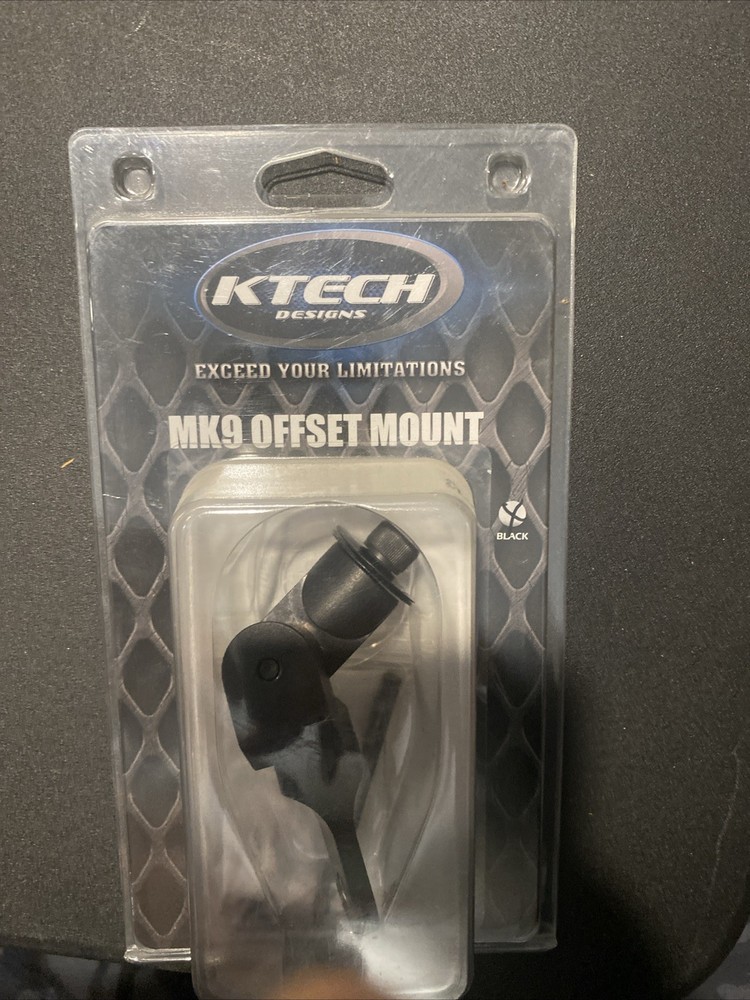 KTECH
DESIGNS
EXCEED YOUR LIMITATIONS
MK9 OFFSET MOUNT
BLACK